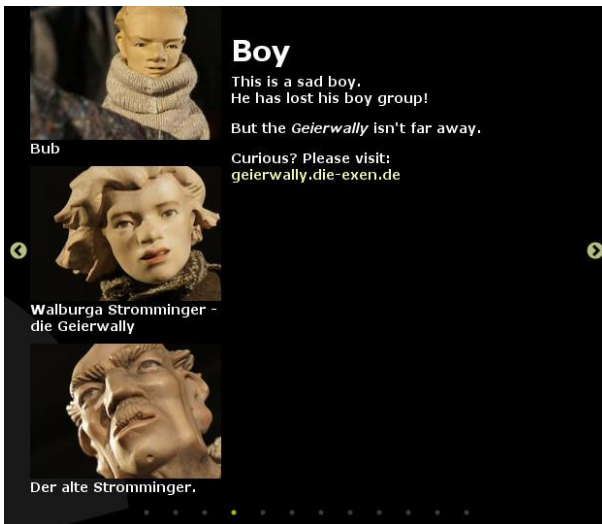 Bub
Walburga Stromminger -
die Geierwally
Der alte Stromminger.
Boy
This is a sad boy.
He has lost his boy group!
But the Geierwally isn't far away.
Curious? Please visit:
geierwally.die-exen.de